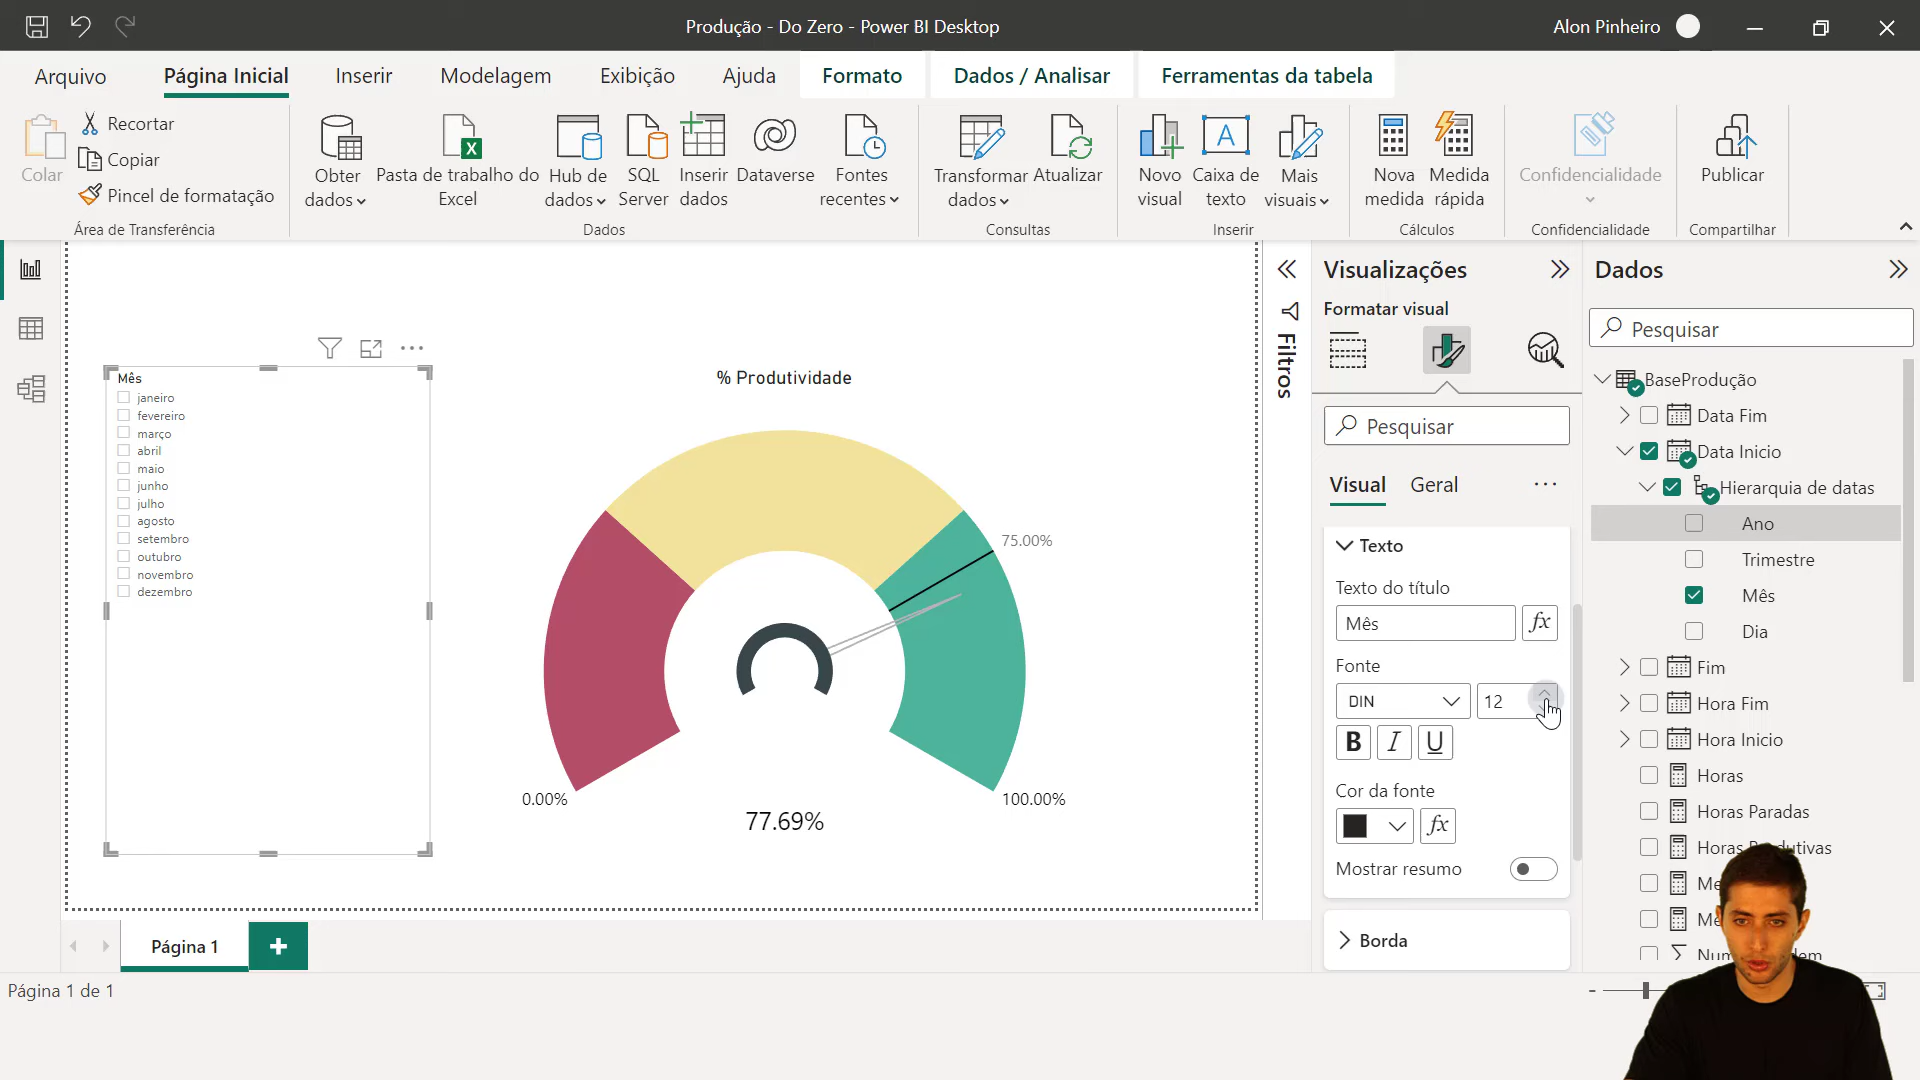 Produção - Do Zero - Power BI Desktop
Alon Pinheiro
Arquivo
Página Inicial
Inserir
Modelagem
Exibição
Ajuda
Formato
Dados / Analisar
Ferramentas da tabela
Colar
Recortar
Copiar
Pincel de formatação
Área de Transferência
Obter dados
Pasta de trabalho do Excel
Hub de dados
SQL Server
Inserir dados
Dataverse
Fontes recentes
Dados
Transformar dados
Atualizar
Consultas
Novo visual
Caixa de texto
Mais visuais
Inserir
Nova medida
Medida rápida
Cálculos
Confidencialidade
Confidencialidade
Publicar
Compartilhar
Mês
janeiro
fevereiro
março
abril
maio
junho
julho
agosto
setembro
outubro
novembro
dezembro
% Produtividade
75.00%
0.00%
100.00%
77.69%
Filtros
Visualizações
Formatar visual
Pesquisar
Visual
Geral
Texto
Texto do título
Mês
fx
Fonte
DIN
12
B
I
U
Cor da fonte
fx
Mostrar resumo
Borda
Dados
Pesquisar
BaseProdução
Data Fim
Data Inicio
Hierarquia de datas
Ano
Trimestre
Mês
Dia
Fim
Hora Fim
Hora Inicio
Horas
Horas Paradas
Horas
Página 1
Página 1 de 1